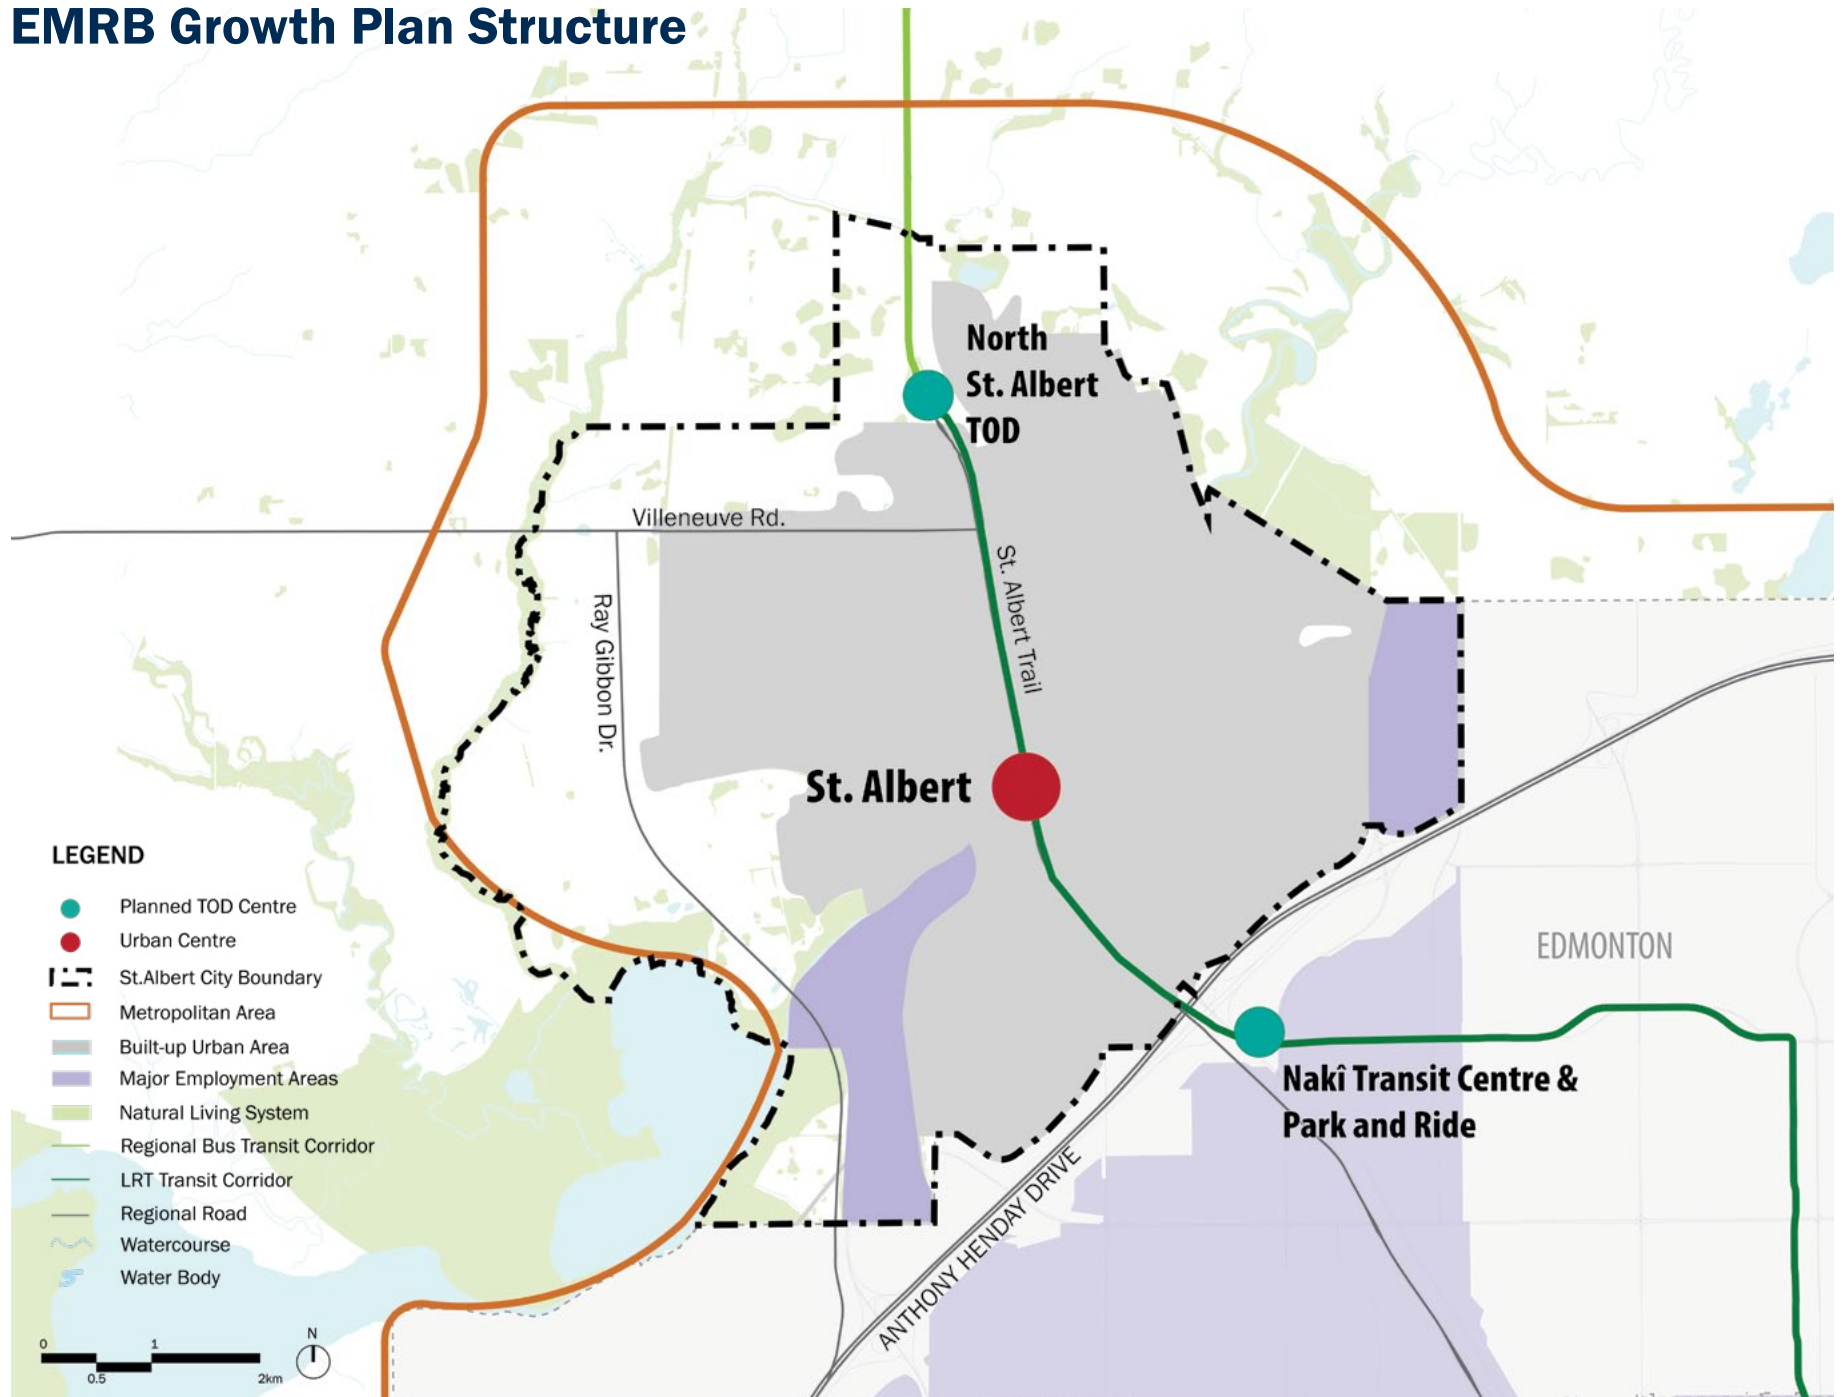 EMRB Growth Plan Structure
North
St. Albert
TOD
Villeneuve Rd.
St. Albert Trail
Ray Gibbon Dr.
St. Albert
LEGEND
Planned TOD Centre
Urban Centre
St.Albert City Boundary
Metropolitan Area
Built-up Urban Area
Major Employment Areas
Natural Living System
Regional Bus Transit Corridor
LRT Transit Corridor
Regional Road
Watercourse
Water Body
EDMONTON
Nakî Transit Centre &
Park and Ride
ANTHONY HENDAY DRIVE
0
1
0.5
2km
N